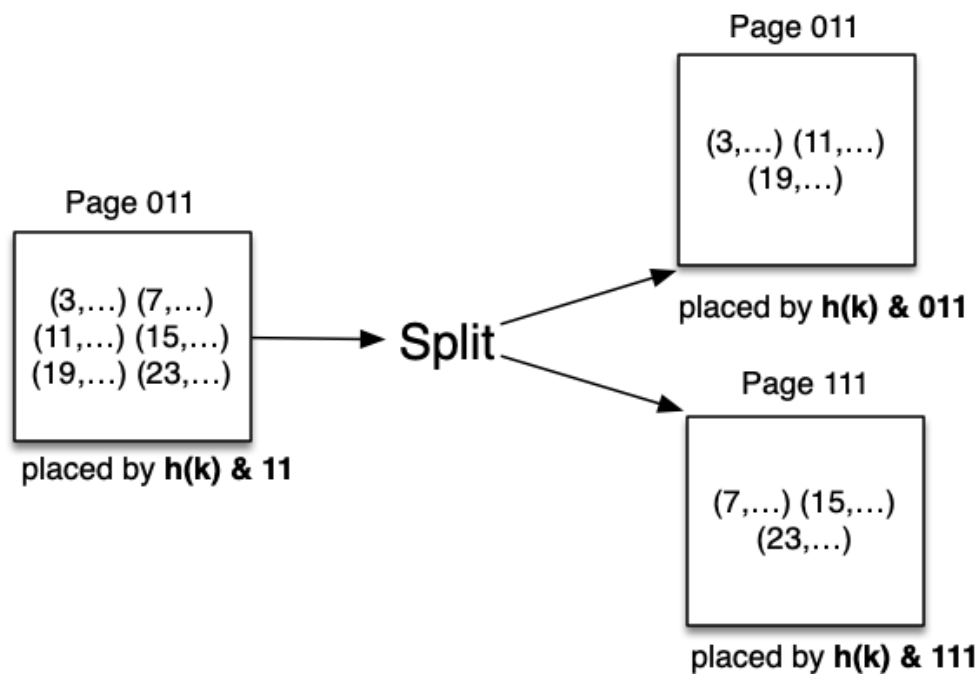 Page 011
(3,…) (7,…)
(11,…) (15,…)
(19,…) (23,…)
placed by h(k) & 11
Split
Page 011
(3,…) (11,…)
(19,…)
placed by h(k) & 011
Page 111
(7,…) (15,…)
(23,…)
placed by h(k) & 111